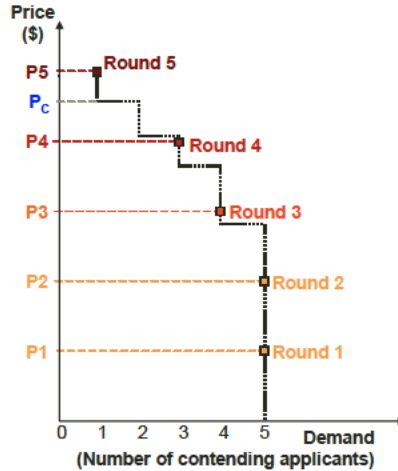 Price
($)
P5
Round 5
PC
P4
Round 4
P3
Round 3
P2
Round 2
P1
Round 1
0 1 2 3 4 5 Demand
(Number of contending applicants)